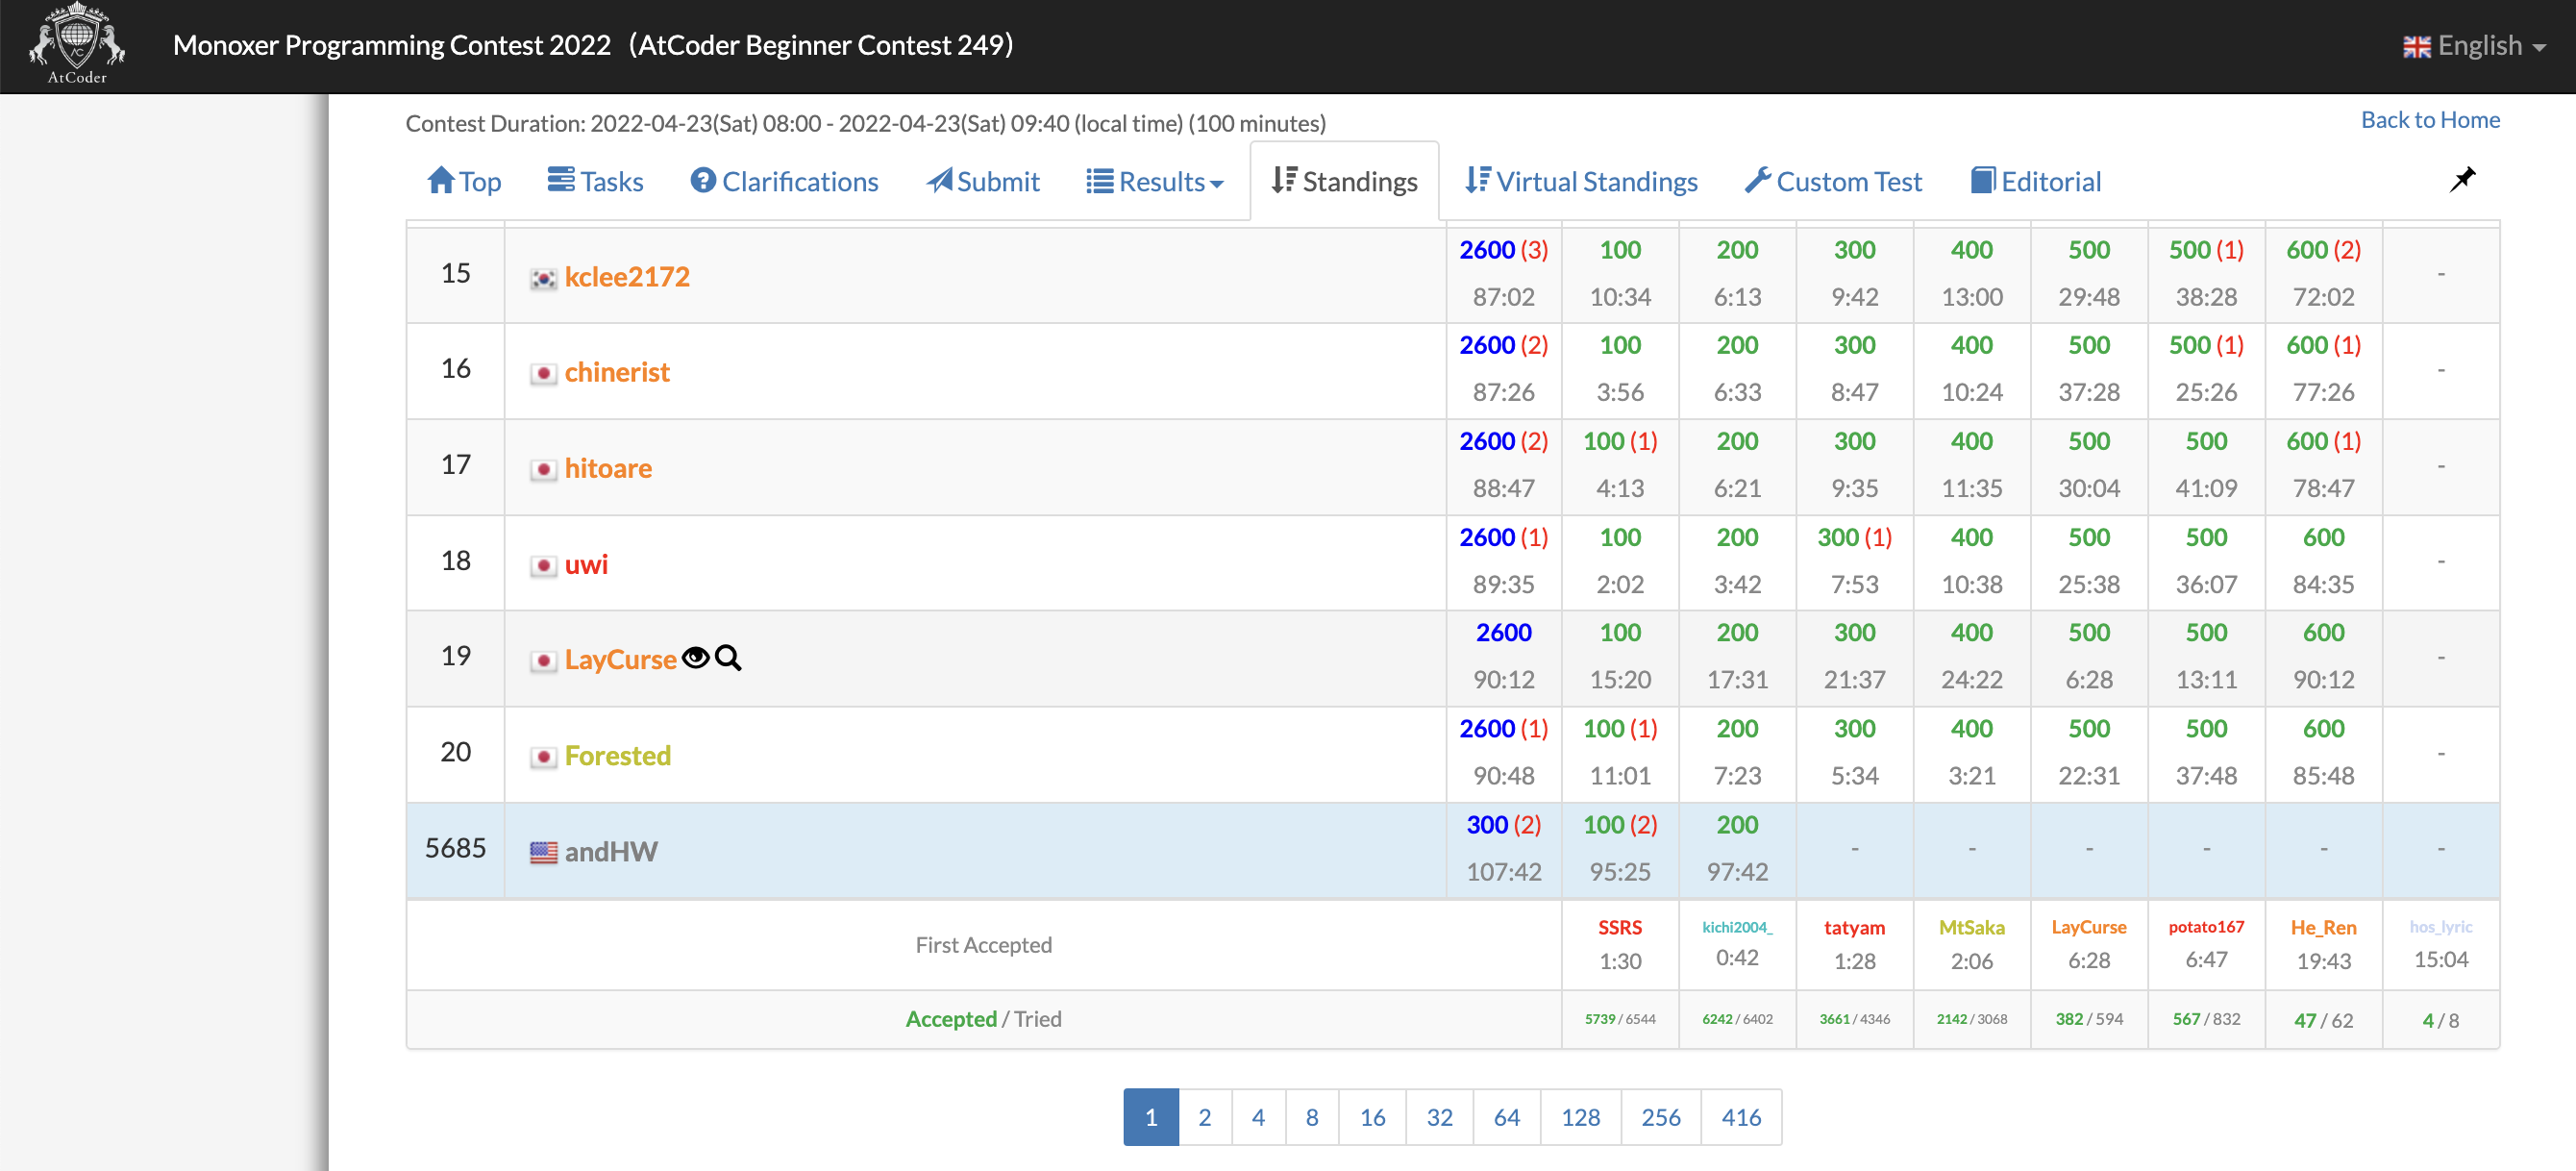 AtCoder
Monoxer Programming Contest 2022 (AtCoder Beginner Contest 249)
English
Contest Duration: 2022-04-23(Sat) 08:00 - 2022-04-23(Sat) 09:40 (local time) (100 minutes)
Back to Home
Top Tasks Clarifications Submit Results Standings Virtual Standings Custom Test Editorial
15 kclee2172 2600 (3) 100 200 300 400 500 500 (1) 600 (2) -
87:02 10:34 6:13 9:42 13:00 29:48 38:28 72:02
16 chinerist 2600 (2) 100 200 300 400 500 500 (1) 600 (1) -
87:26 3:56 6:33 8:47 10:24 37:28 25:26 77:26
17 hitoare 2600 (2) 100 (1) 200 300 400 500 500 600 (1) -
88:47 4:13 6:21 9:35 11:35 30:04 41:09 78:47
18 uwi 2600 (1) 100 200 300 (1) 400 500 500 600 -
89:35 2:02 3:42 7:53 10:38 25:38 36:07 84:35
19 LayCurse 2600 100 200 300 400 500 500 600 -
90:12 15:20 17:31 21:37 24:22 6:28 13:11 90:12
20 Forested 2600 (1) 100 (1) 200 300 400 500 500 600 -
90:48 11:01 7:23 5:34 3:21 22:31 37:48 85:48
5685 andHW 300 (2) 100 (2) 200 - - - - - -
107:42 95:25 97:42
First Accepted SSRS kichi2004_ tatyam MtSaka LayCurse potato167 He_Ren hos_lyric
1:30 0:42 1:28 2:06 6:28 6:47 19:43 15:04
Accepted / Tried 5739 / 6544 6242 / 6402 3661 / 4346 2142 / 3068 382 / 594 567 / 832 47 / 62 4 / 8
1 2 4 8 16 32 64 128 256 416